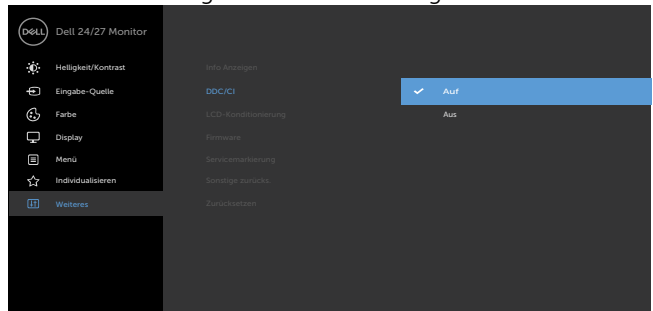 DELL Dell 24/27 Monitor
Helligkeit/Kontrast Info Anzeigen
Eingabe-Quelle DDC/CI Auf
Farbe LCD-Konditionierung Aus
Display Firmware
Menü Servicemarkierung
Individualisieren Sonstige zurücks.
Weiteres Zurücksetzen